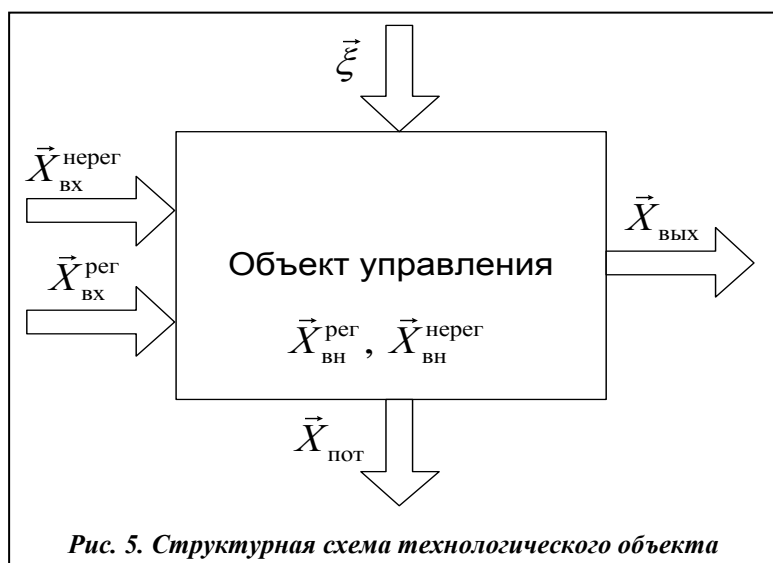 ξ⃗
X⃗ нерег вх
X⃗ рег вх
X⃗ вых
Объект управления
X⃗ рег вн , X⃗ нерег вн
X⃗ пот
Рис. 5. Структурная схема технологического объекта